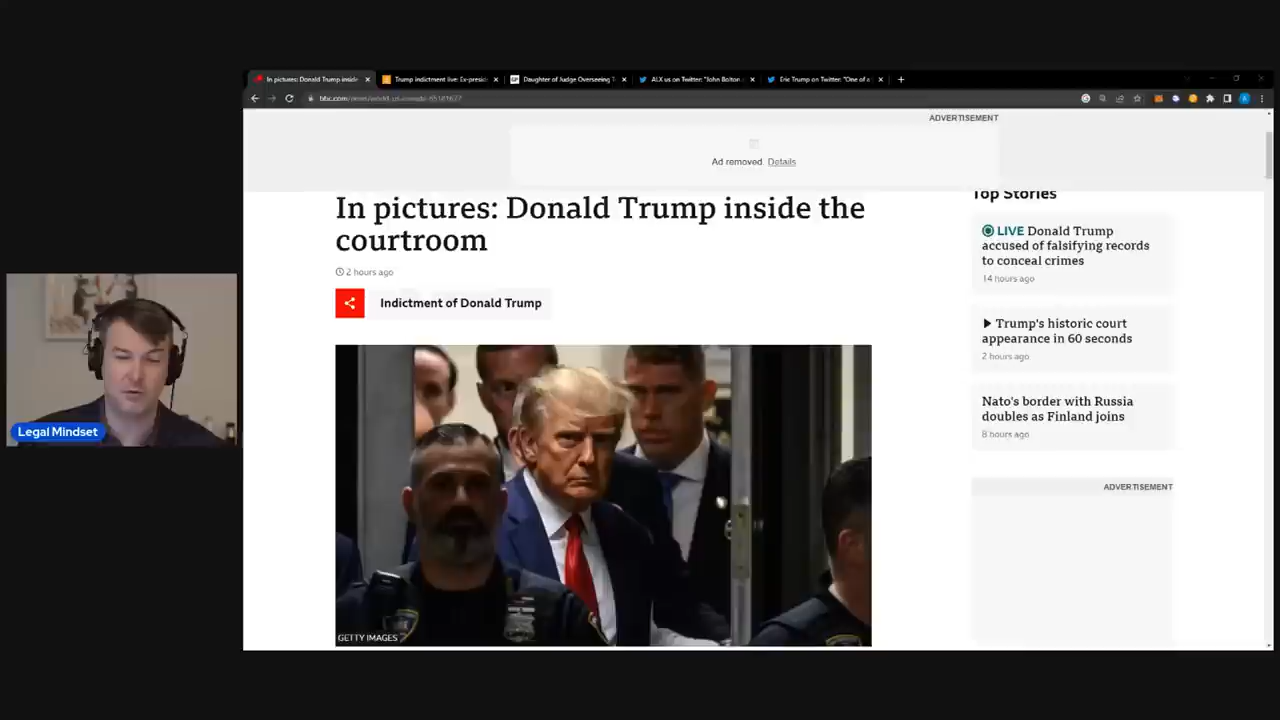 In pictures: Donald Trump inside
Trump indictment live: Ex-presid
Daughter of Judge Overseeing T
ALX us on Twitter: "John Bolton
Eric Trump on Twitter: "One of a
ADVERTISEMENT
Ad removed Details
In pictures: Donald Trump inside the
courtroom
2 hours ago
Indictment of Donald Trump
GETTY IMAGES
Top Stories
LIVE Donald Trump
accused of falsifying records
to conceal crimes
14 hours ago
Trump's historic court
appearance in 60 seconds
2 hours ago
Nato's border with Russia
doubles as Finland joins
8 hours ago
ADVERTISEMENT
Legal Mindset